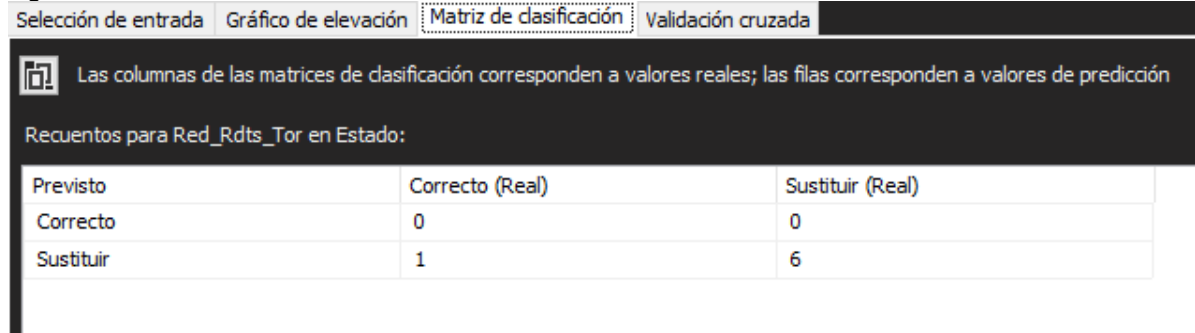 Selección de entrada Gráfico de elevación Matriz de clasificación Validación cruzada
Las columnas de las matrices de clasificación corresponden a valores reales; las filas corresponden a valores de predicción
Recuentos para Red_Rdts_Tor en Estado:
Previsto Correcto (Real) Sustituir (Real)
Correcto 0 0
Sustituir 1 6